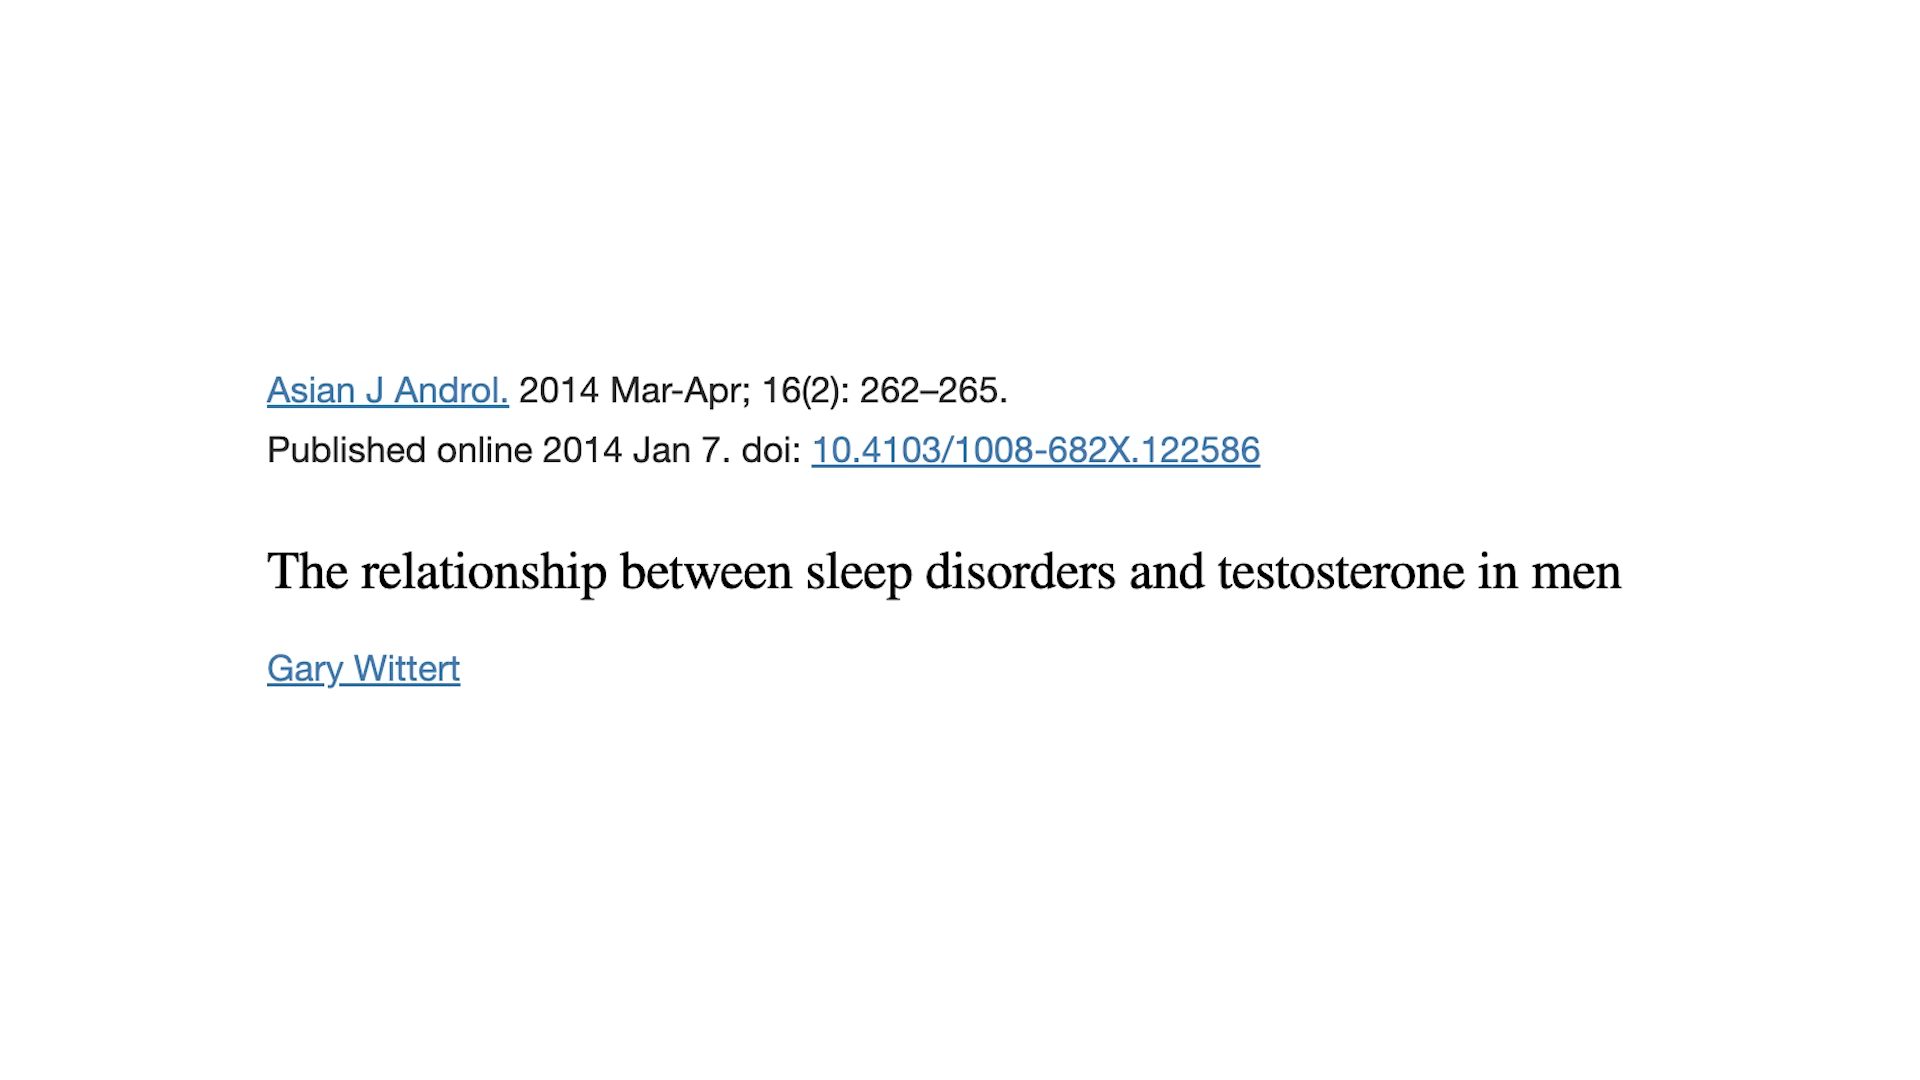 Asian J Androl. 2014 Mar-Apr; 16(2): 262–265.
Published online 2014 Jan 7. doi: 10.4103/1008-682X.122586
The relationship between sleep disorders and testosterone in men
Gary Wittert